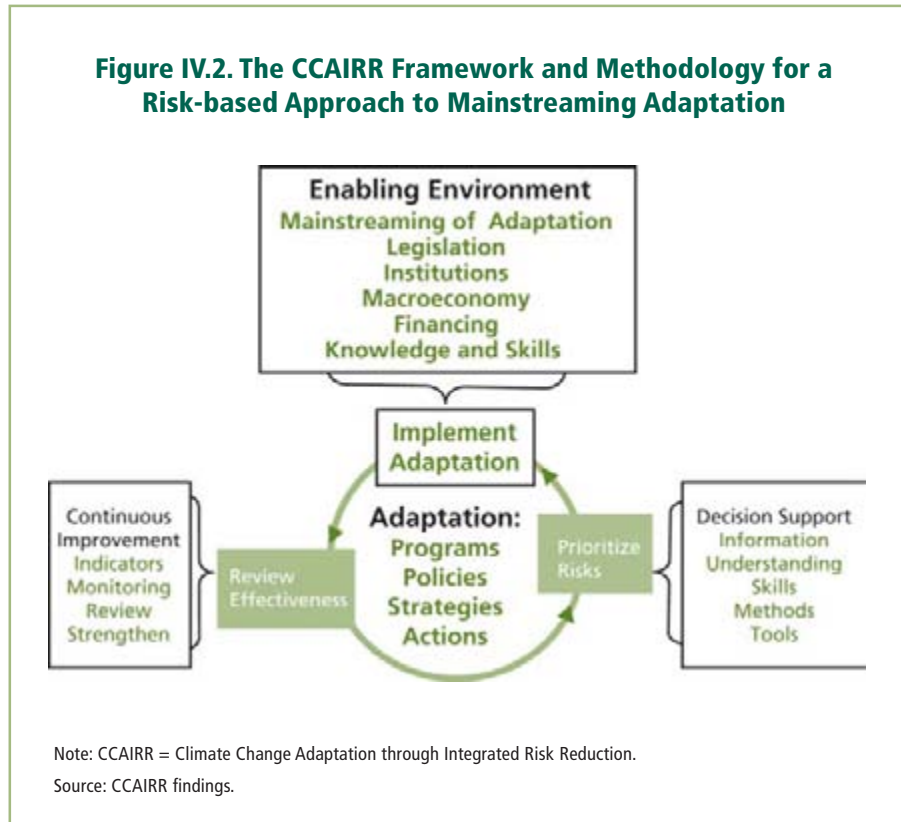 Figure IV.2. The CCAIRR Framework and Methodology for a
Risk-based Approach to Mainstreaming Adaptation
Enabling Environment
Mainstreaming of Adaptation
Legislation
Institutions
Macroeconomy
Financing
Knowledge and Skills
Implement
Adaptation
Continuous
Improvement
Indicators
Monitoring
Review
Strengthen
Review
Effectiveness
Adaptation:
Programs
Policies
Strategies
Actions
Prioritize
Risks
Decision Support
Information
Understanding
Skills
Methods
Tools
Note: CCAIRR = Climate Change Adaptation through Integrated Risk Reduction.
Source: CCAIRR findings.